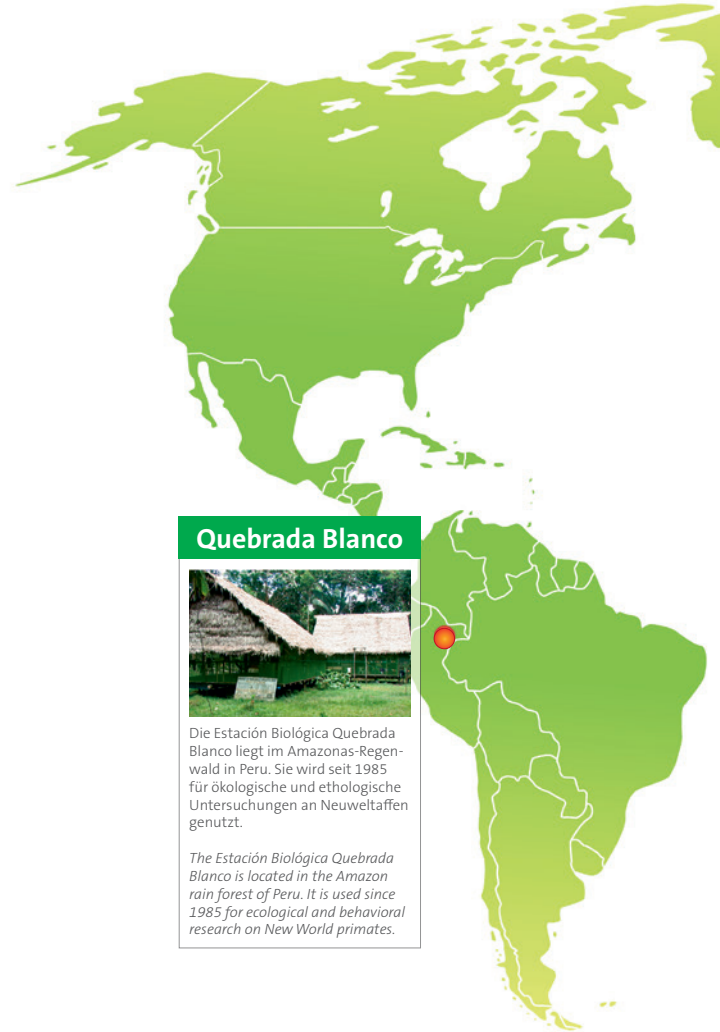 Quebrada Blanco
Die Estación Biológica Quebrada
Blanco liegt im Amazonas-Regen-
wald in Peru. Sie wird seit 1985
für ökologische und ethologische
Untersuchungen an Neuweltaffen
genutzt.
The Estación Biológica Quebrada
Blanco is located in the Amazon
rain forest of Peru. It is used since
1985 for ecological and behavioral
research on New World primates.